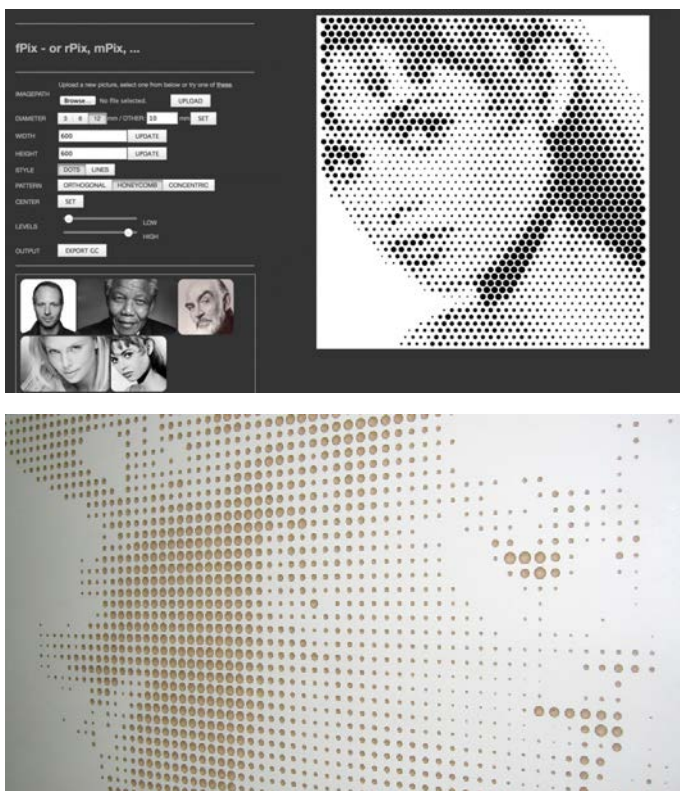 fPix - or rPix, mPix, ...
Upload a new picture, select one from below or try one of these.
IMAGEPATH Browse... No file selected. UPLOAD
DIAMETER 3 6 12 mm / OTHER: 10 mm SET
WIDTH 600 UPDATE
HEIGHT 600 UPDATE
STYLE DOTS LINES
PATTERN ORTHOGONAL HONEYCOMB CONCENTRIC
CENTER SET
LEVELS LOW
HIGH
OUTPUT EXPORT GC